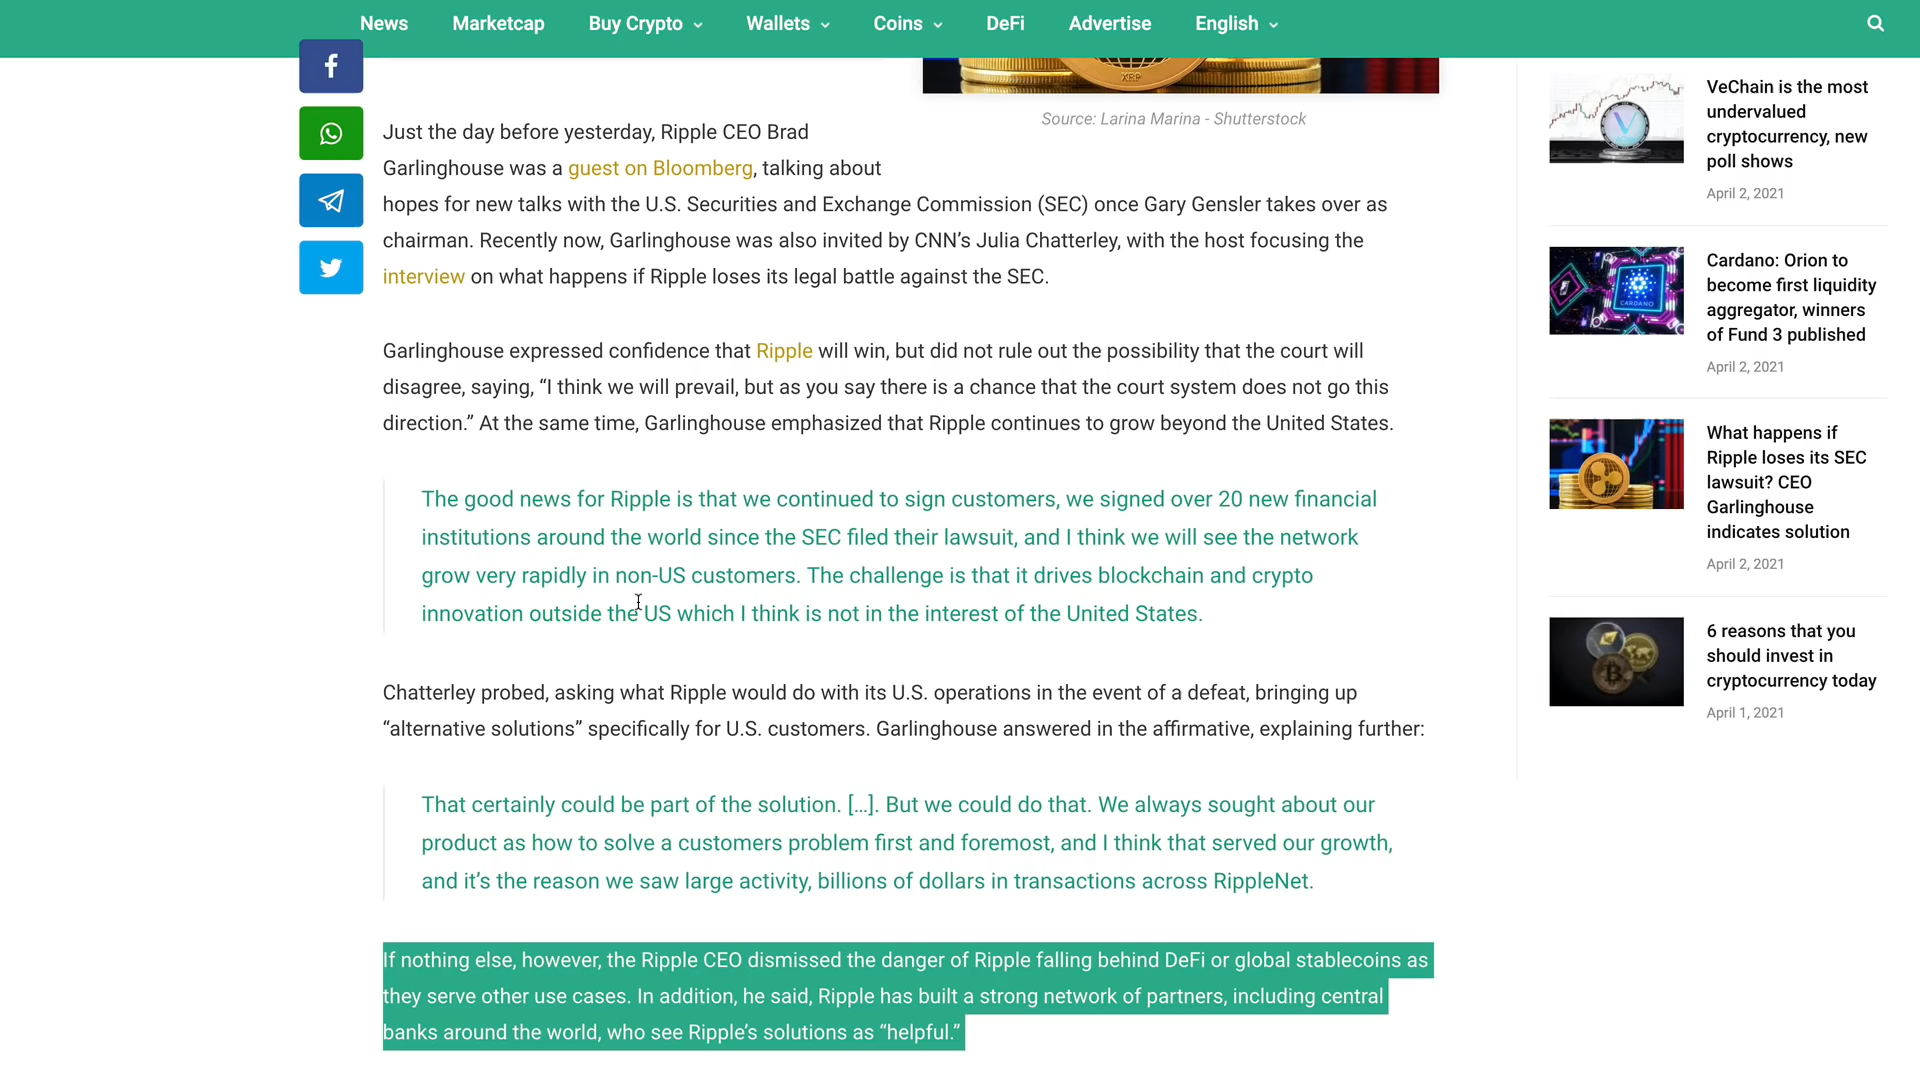 News
Marketcap
Buy Crypto
Wallets
Coins
DeFi
Advertise
English
XRP
Source: Larina Marina - Shutterstock
Just the day before yesterday, Ripple CEO Brad
Garlinghouse was a guest on Bloomberg, talking about
hopes for new talks with the U.S. Securities and Exchange Commission (SEC) once Gary Gensler takes over as
chairman. Recently now, Garlinghouse was also invited by CNN’s Julia Chatterley, with the host focusing the
interview on what happens if Ripple loses its legal battle against the SEC.
Garlinghouse expressed confidence that Ripple will win, but did not rule out the possibility that the court will
disagree, saying, “I think we will prevail, but as you say there is a chance that the court system does not go this
direction.” At the same time, Garlinghouse emphasized that Ripple continues to grow beyond the United States.
The good news for Ripple is that we continued to sign customers, we signed over 20 new financial
institutions around the world since the SEC filed their lawsuit, and I think we will see the network
grow very rapidly in non-US customers. The challenge is that it drives blockchain and crypto
innovation outside the US which I think is not in the interest of the United States.
Chatterley probed, asking what Ripple would do with its U.S. operations in the event of a defeat, bringing up
“alternative solutions” specifically for U.S. customers. Garlinghouse answered in the affirmative, explaining further:
That certainly could be part of the solution. […]. But we could do that. We always sought about our
product as how to solve a customers problem first and foremost, and I think that served our growth,
and it’s the reason we saw large activity, billions of dollars in transactions across RippleNet.
If nothing else, however, the Ripple CEO dismissed the danger of Ripple falling behind DeFi or global stablecoins as
they serve other use cases. In addition, he said, Ripple has built a strong network of partners, including central
banks around the world, who see Ripple’s solutions as “helpful.”
VeChain is the most
undervalued
cryptocurrency, new
poll shows
April 2, 2021
Cardano: Orion to
become first liquidity
aggregator, winners
of Fund 3 published
April 2, 2021
CARDANO
What happens if
Ripple loses its SEC
lawsuit? CEO
Garlinghouse
indicates solution
April 2, 2021
6 reasons that you
should invest in
cryptocurrency today
April 1, 2021